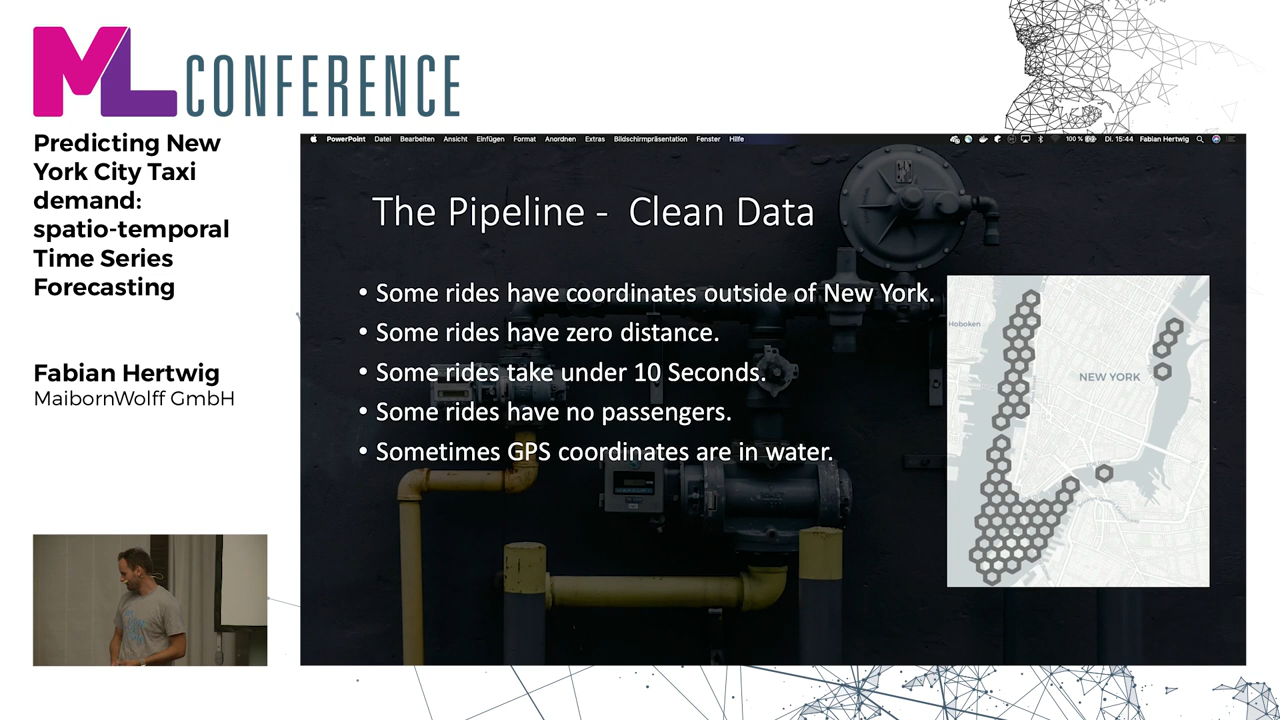 ML CONFERENCE
Predicting New
York City Taxi
demand:
spatio-temporal
Time Series
Forecasting
Fabian Hertwig
MaibornWolff GmbH
PowerPoint Datei Bearbeiten Ansicht Einfügen Format Anordnen Extras Bildschirmpräsentation Fenster Hilfe 100 % Di. 15:44 Fabian Hertwig
The Pipeline - Clean Data
• Some rides have coordinates outside of New York.
• Some rides have zero distance.
• Some rides take under 10 Seconds.
• Some rides have no passengers.
• Sometimes GPS coordinates are in water.
Hoboken
NEW YORK